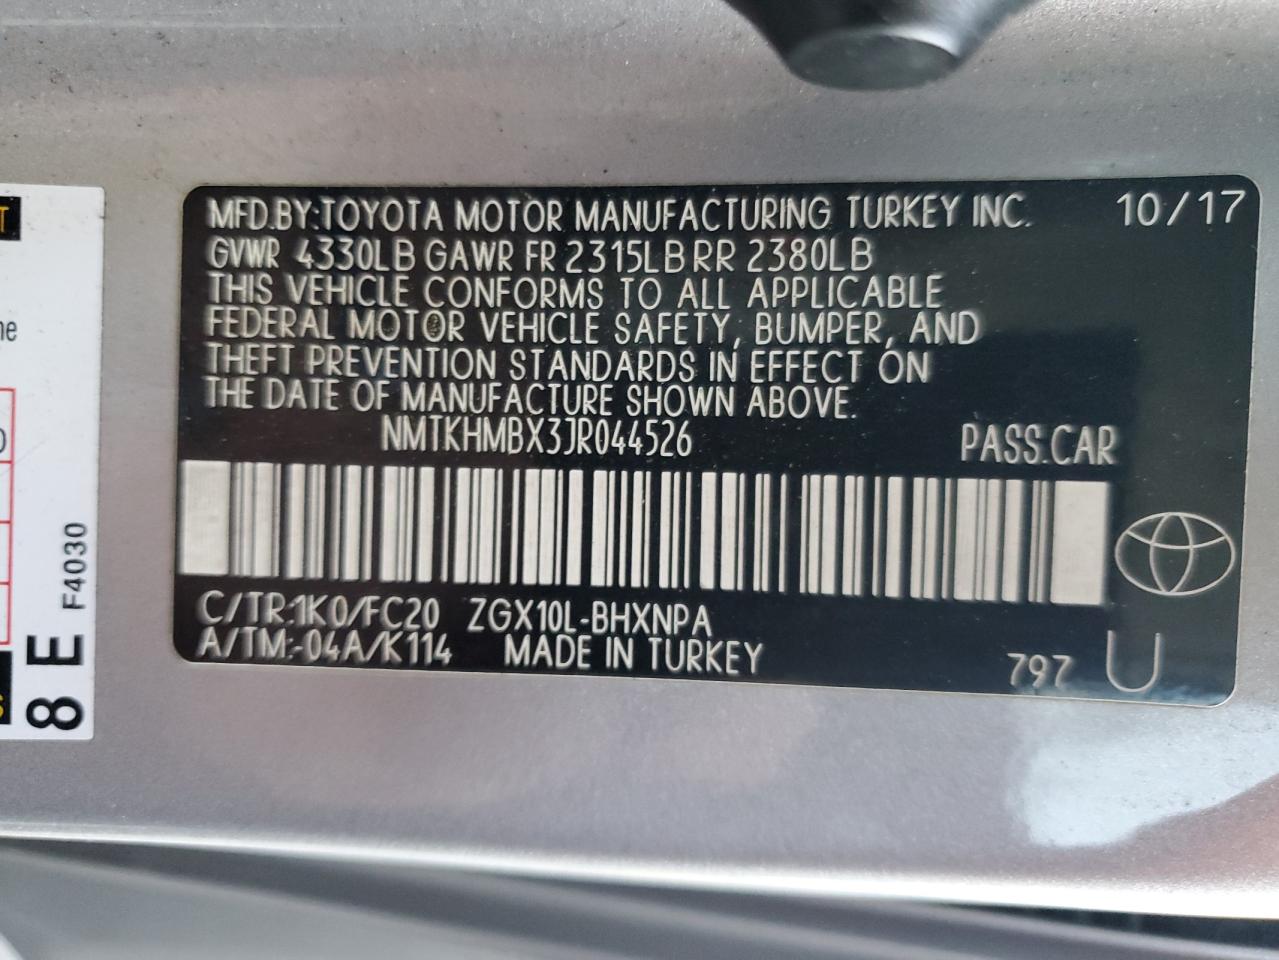 MFD.BY:TOYOTA MOTOR MANUFACTURING TURKEY INC. 10/17
GVWR 4330LB GAWR FR 2315LB RR 2380LB
THIS VEHICLE CONFORMS TO ALL APPLICABLE
FEDERAL MOTOR VEHICLE SAFETY, BUMPER, AND
THEFT PREVENTION STANDARDS IN EFFECT ON
THE DATE OF MANUFACTURE SHOWN ABOVE.
NMTKHMBX3JR044526 PASS.CAR
C/TR:1K0/FC20 ZGX10L-BHXNPA
A/TM:-04A/K114 MADE IN TURKEY 797 U
F4030
8 E